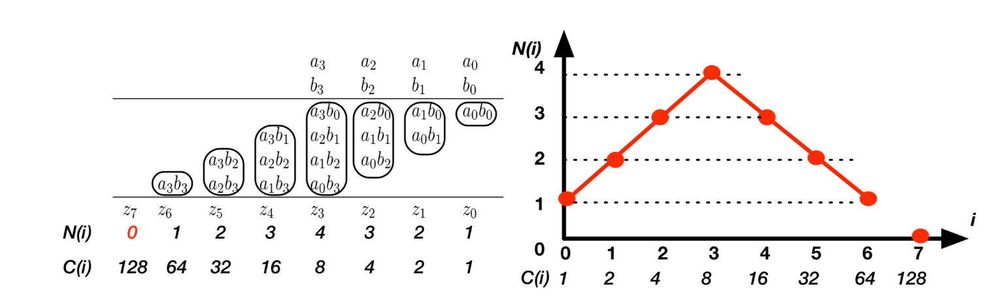 a₃ a₂ a₁ a₀
b₃ b₂ b₁ b₀
a₃b₀ a₂b₀ a₁b₀ a₀b₀
a₃b₁ a₂b₁ a₁b₁ a₀b₁
a₃b₂ a₂b₂ a₁b₂ a₀b₂
a₃b₃ a₂b₃ a₁b₃ a₀b₃
z₇ z₆ z₅ z₄ z₃ z₂ z₁ z₀
N(i) 0 1 2 3 4 3 2 1
C(i) 128 64 32 16 8 4 2 1
N(i)
4
3
2
1
i
0 0 1 2 3 4 5 6 7
C(i) 1 2 4 8 16 32 64 128